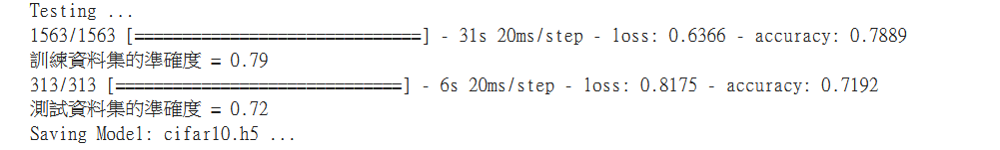 Testing ...
1563/1563 [==============================] - 31s 20ms/step - loss: 0.6366 - accuracy: 0.7889
訓練資料集的準確度 = 0.79
313/313 [==============================] - 6s 20ms/step - loss: 0.8175 - accuracy: 0.7192
測試資料集的準確度 = 0.72
Saving Model: cifar10.h5 ...